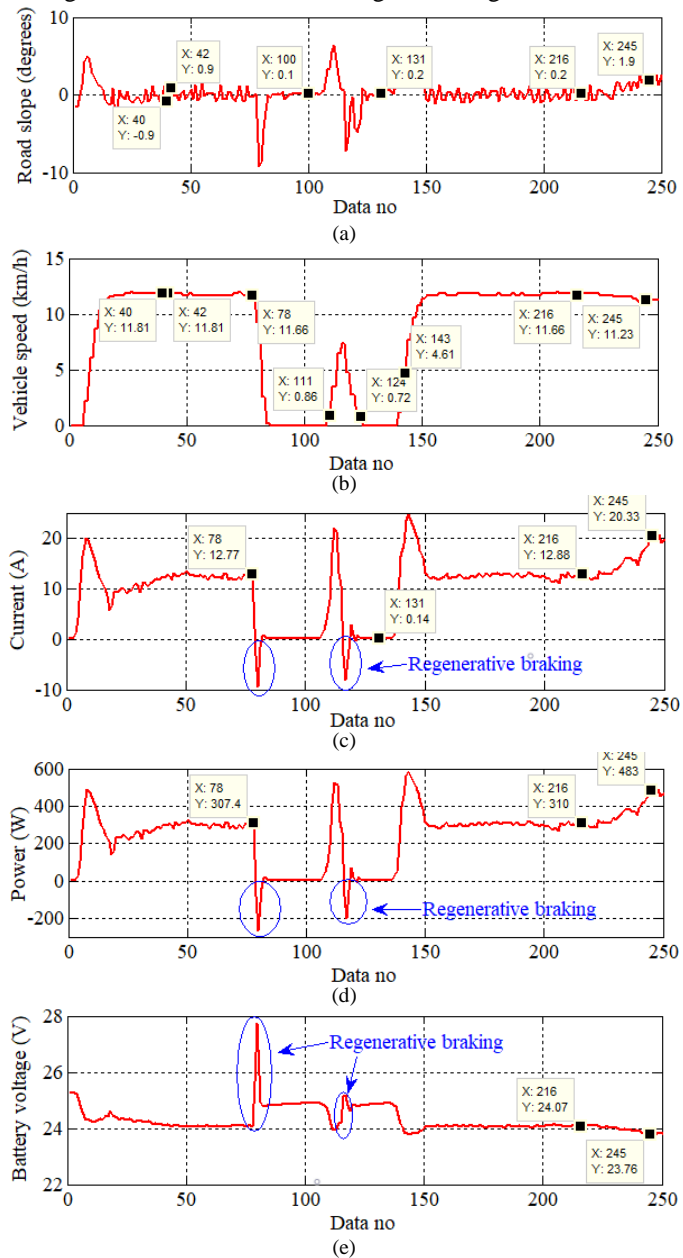 10
0
-10
Road slope (degrees)
X: 40
Y: -0.9
X: 42
Y: 0.9
X: 100
Y: 0.1
X: 131
Y: 0.2
X: 216
Y: 0.2
X: 245
Y: 1.9
0 50 100 150 200 250
Data no
(a)
15
10
5
0
Vehicle speed (km/h)
X: 40
Y: 11.81
X: 42
Y: 11.81
X: 78
Y: 11.66
X: 111
Y: 0.86
X: 124
Y: 0.72
X: 143
Y: 4.61
X: 216
Y: 11.66
X: 245
Y: 11.23
0 50 100 150 200 250
Data no
(b)
20
10
0
-10
Current (A)
X: 78
Y: 12.77
X: 131
Y: 0.14
X: 216
Y: 12.88
X: 245
Y: 20.33
Regenerative braking
0 50 100 150 200 250
Data no
(c)
600
400
200
0
-200
Power (W)
X: 78
Y: 307.4
X: 216
Y: 310
X: 245
Y: 483
Regenerative braking
0 50 100 150 200 250
Data no
(d)
28
26
24
22
Battery voltage (V)
Regenerative braking
X: 216
Y: 24.07
X: 245
Y: 23.76
0 50 100 150 200 250
Data no
(e)